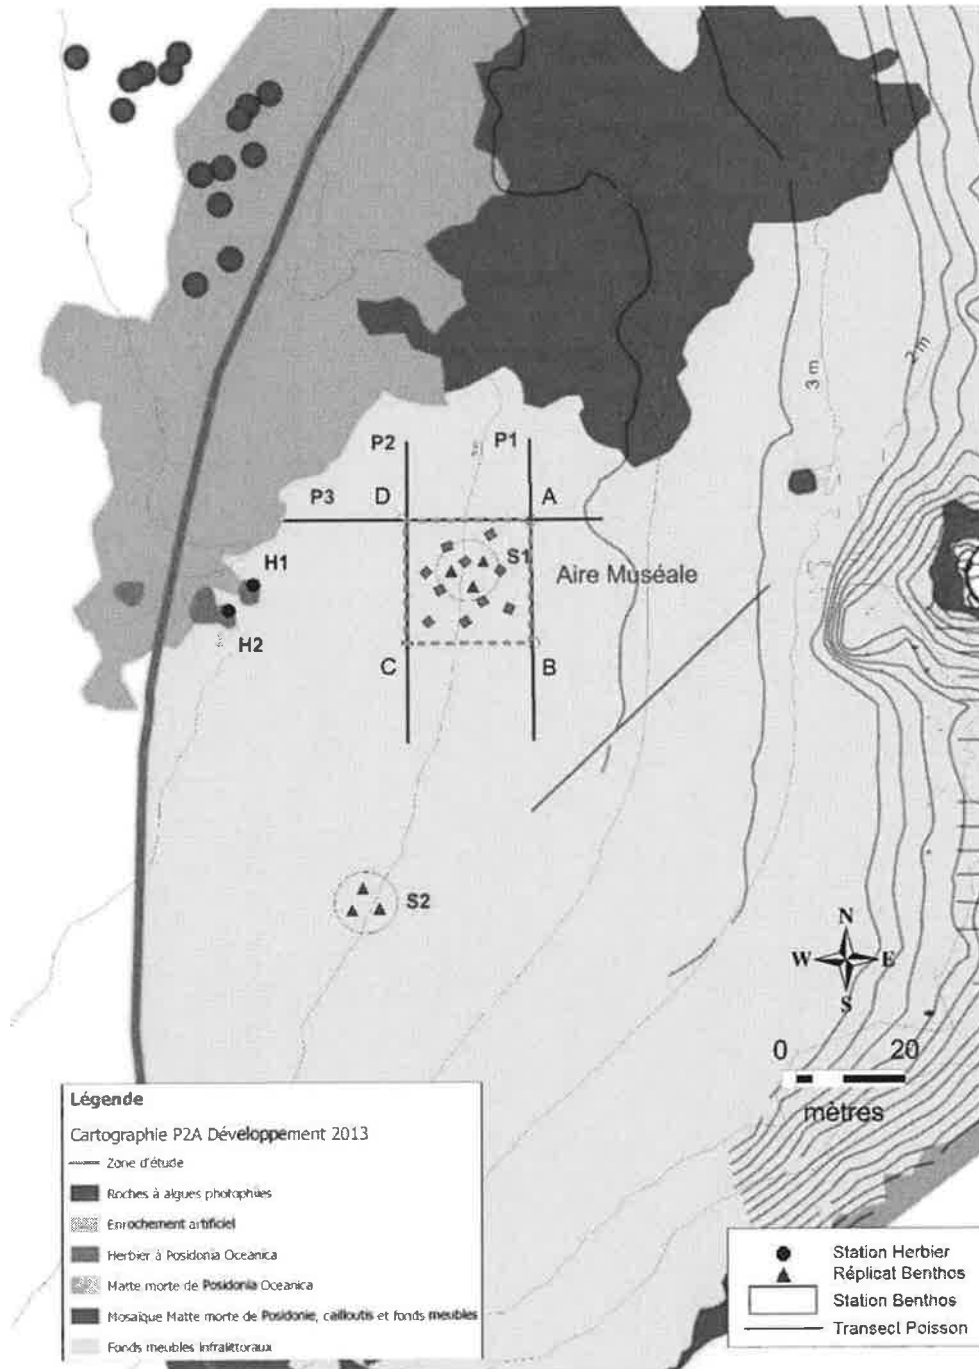 2 m
3 m
P2
P1
P3
D
A
S1
H1
Aire Muséale
H2
C
B
S2
N
W
E
S
0
20
mètres
Légende
Cartographie P2A Développement 2013
Zone d'étude
Roches à algues photophiles
Enrochement artificiel
Herbier à Posidonia Oceanica
Matte morte de Posidonia Oceanica
Mosaïque Matte morte de Posidonie, cailloutis et fonds meubles
Fonds meubles Infralittoraux
Station Herbier
Réplicat Benthos
Station Benthos
Transect Poisson